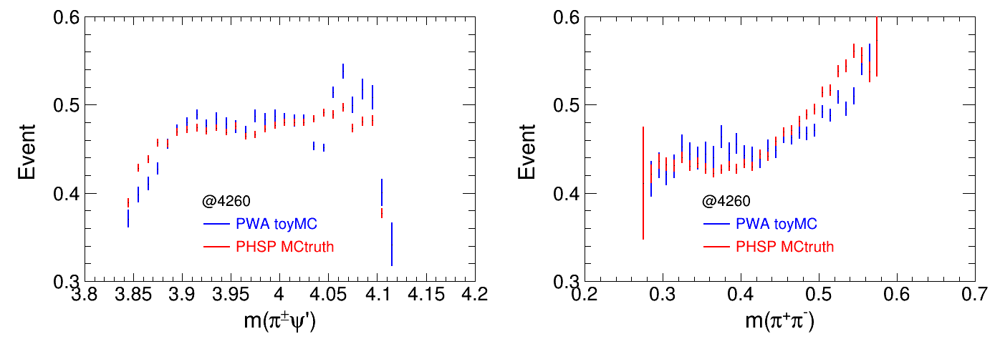 Event
0.6
0.5
0.4
0.3
@4260
PWA toyMC
PHSP MCtruth
3.8 3.85 3.9 3.95 4 4.05 4.1 4.15 4.2
m(π±ψ')
Event
0.6
0.5
0.4
0.3
@4260
PWA toyMC
PHSP MCtruth
0.2 0.3 0.4 0.5 0.6 0.7
m(π⁺π⁻)